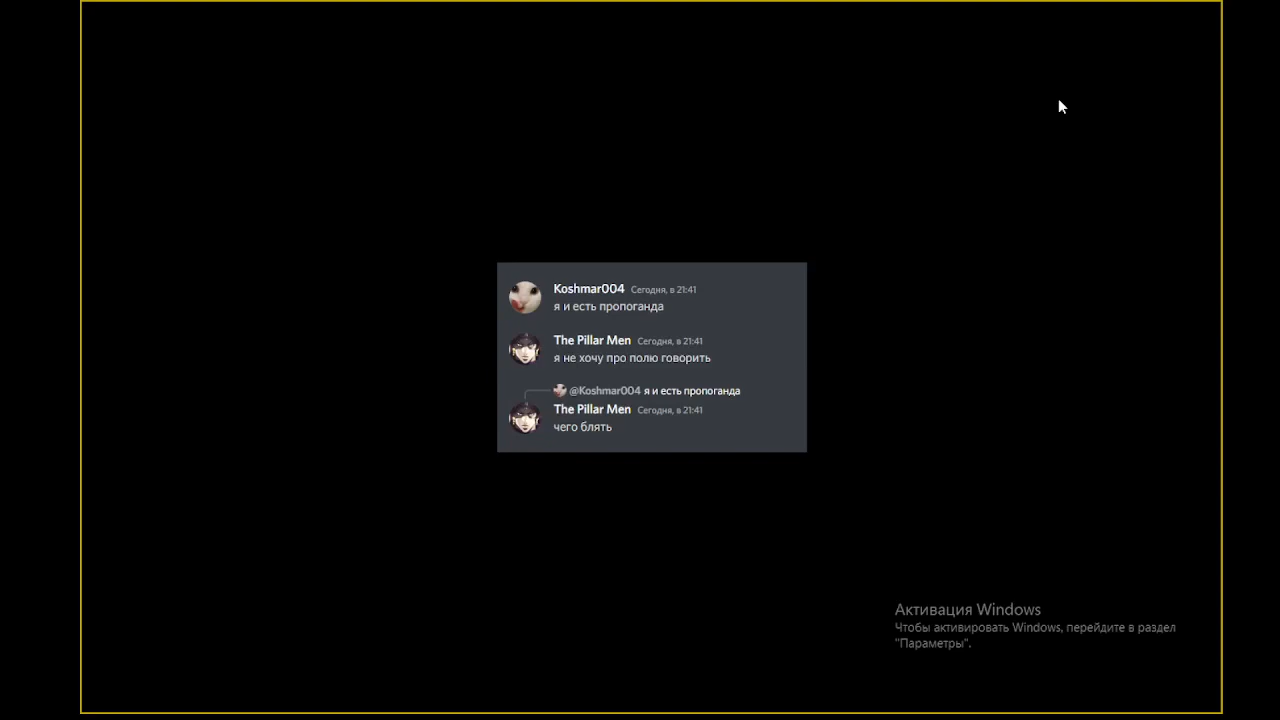 Koshmar004 Сегодня, в 21:41
я и есть пропоганда
The Pillar Men Сегодня, в 21:41
я не хочу про полю говорить
@Koshmar004 я и есть пропоганда
The Pillar Men Сегодня, в 21:41
чего блять
Активация Windows
Чтобы активировать Windows, перейдите в раздел
"Параметры".